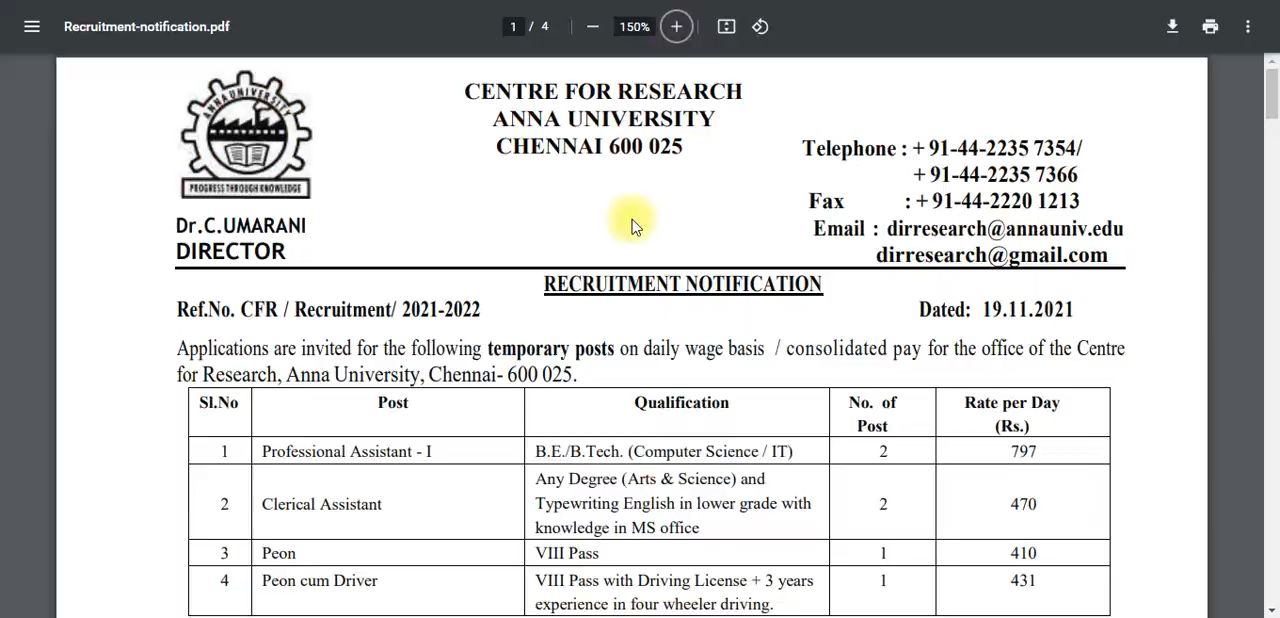 Recruitment-notification.pdf
1 / 4
150%
ANNA UNIVERSITY
PROGRESS THROUGH KNOWLEDGE
CENTRE FOR RESEARCH
ANNA UNIVERSITY
CHENNAI 600 025
Telephone : + 91-44-2235 7354/
+ 91-44-2235 7366
Fax : + 91-44-2220 1213
Email : dirresearch@annauniv.edu
dirresearch@gmail.com
Dr.C.UMARANI
DIRECTOR
RECRUITMENT NOTIFICATION
Ref.No. CFR / Recruitment/ 2021-2022 Dated: 19.11.2021
Applications are invited for the following temporary posts on daily wage basis / consolidated pay for the office of the Centre
for Research, Anna University, Chennai- 600 025.
Sl.No Post Qualification No. of Post Rate per Day (Rs.)
1 Professional Assistant - I B.E./B.Tech. (Computer Science / IT) 2 797
2 Clerical Assistant Any Degree (Arts & Science) and
Typewriting English in lower grade with
knowledge in MS office 2 470
3 Peon VIII Pass 1 410
4 Peon cum Driver VIII Pass with Driving License + 3 years
experience in four wheeler driving. 1 431